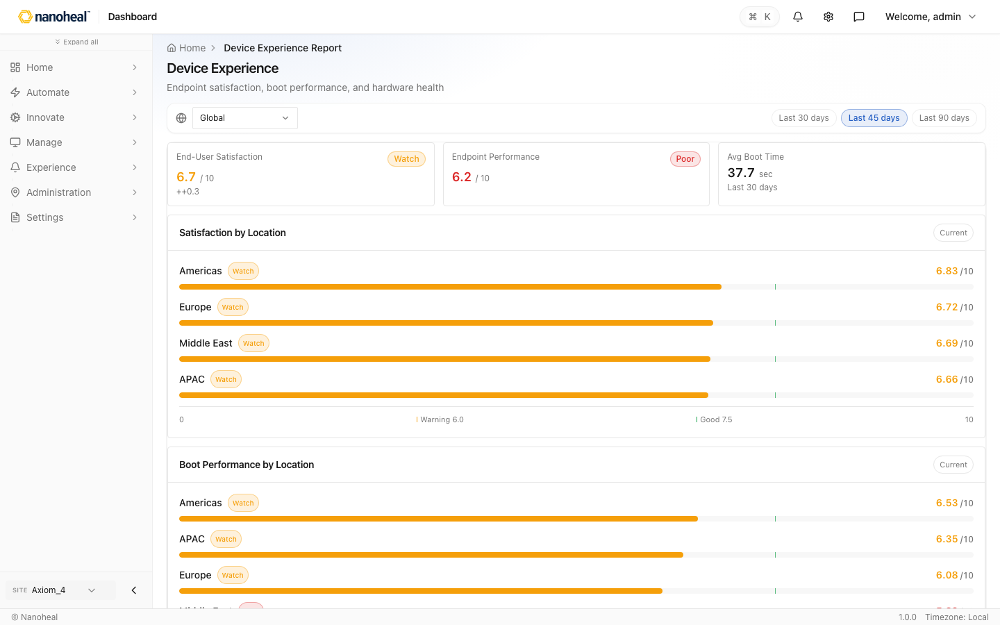 nanoheal™
Dashboard
⌘ K
Welcome, admin
Expand all
Home
Automate
Innovate
Manage
Experience
Administration
Settings
SITE Axiom_4
Home > Device Experience Report
Device Experience
Endpoint satisfaction, boot performance, and hardware health
Global
Last 30 days
Last 45 days
Last 90 days
End-User Satisfaction
Watch
6.7 / 10
++0.3
Endpoint Performance
Poor
6.2 / 10
Avg Boot Time
37.7 sec
Last 30 days
Satisfaction by Location
Current
Americas Watch 6.83 /10
Europe Watch 6.72 /10
Middle East Watch 6.69 /10
APAC Watch 6.66 /10
0 Warning 6.0 Good 7.5 10
Boot Performance by Location
Current
Americas Watch 6.53 /10
APAC Watch 6.35 /10
Europe Watch 6.08 /10
© Nanoheal
1.0.0 Timezone: Local